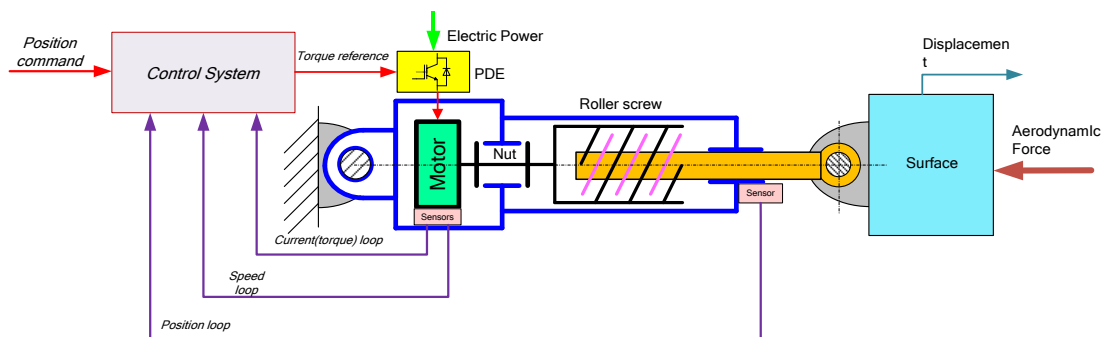 Position
command
Control System
Torque reference
Electric Power
PDE
Displacemen
t
Roller screw
AerodynamIc
Force
Motor
Nut
Surface
Sensor
Sensors
Current(torque) loop
Speed
loop
Position loop